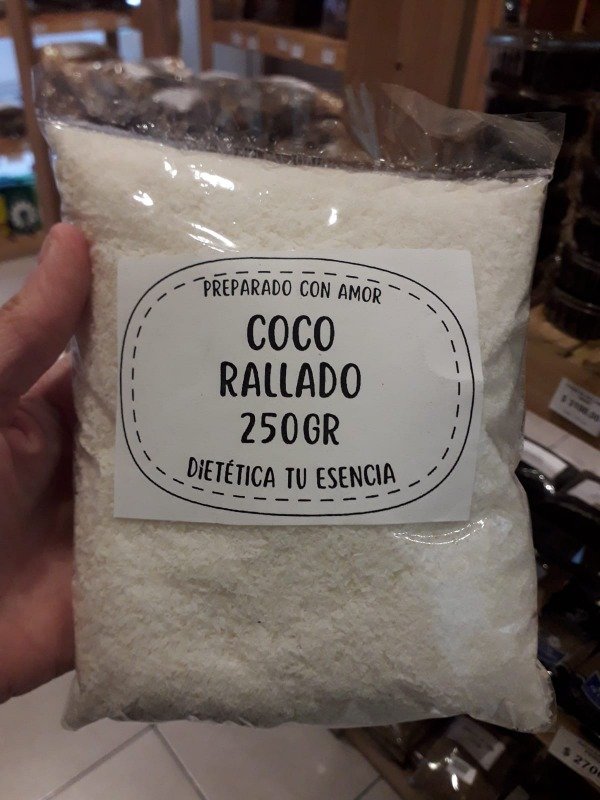 PREPARADO CON AMOR
COCO
RALLADO
250GR
DiETÉTICA TU ESENCIA